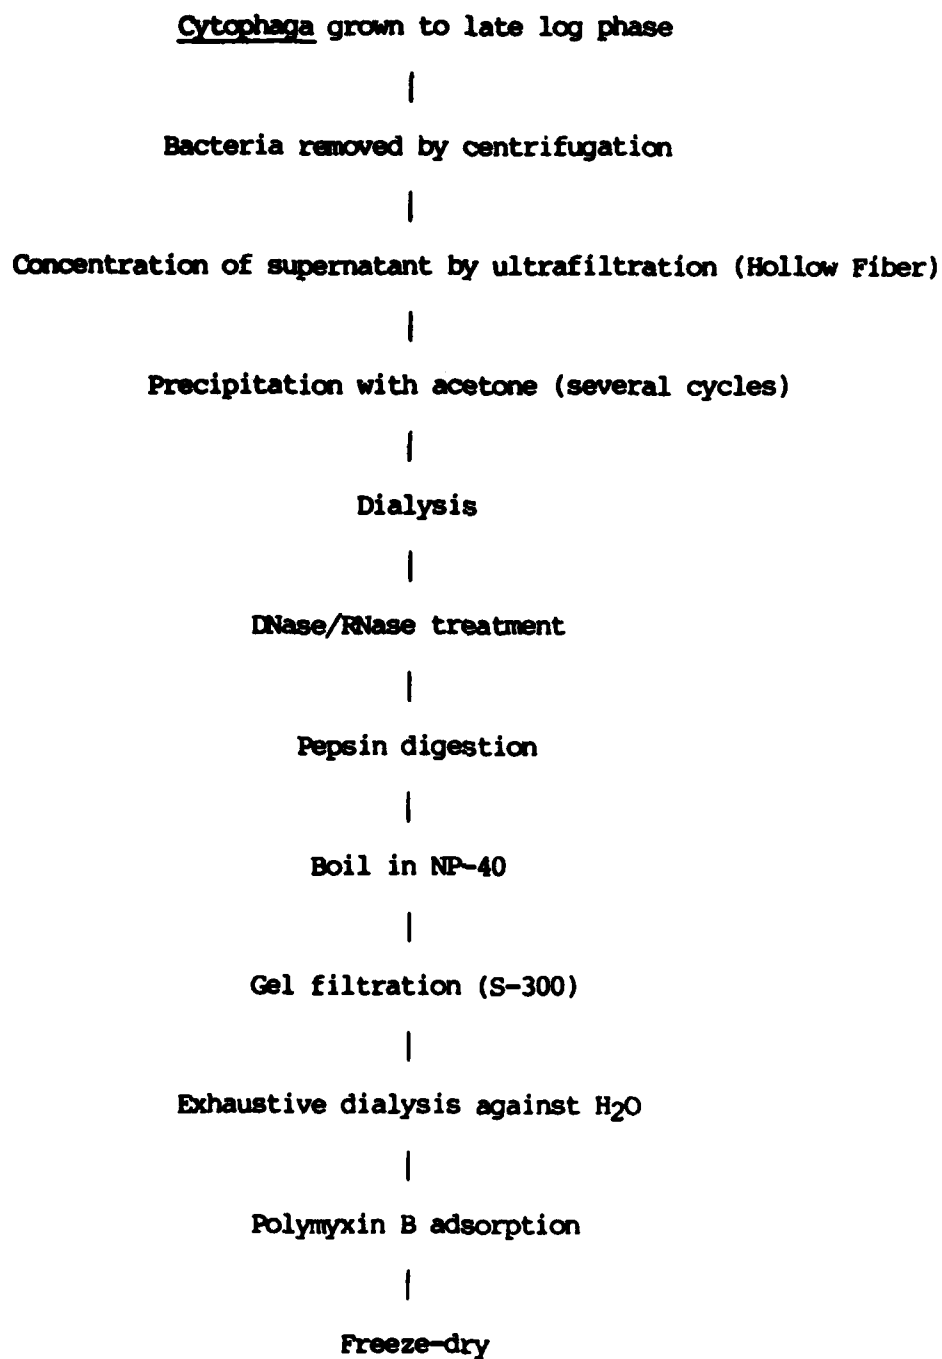 Cytophaga grown to late log phase
Bacteria removed by centrifugation
Concentration of supernatant by ultrafiltration (Hollow Fiber)
Precipitation with acetone (several cycles)
Dialysis
DNase/RNase treatment
Pepsin digestion
Boil in NP-40
Gel filtration (S-300)
Exhaustive dialysis against H2O
Polymyxin B adsorption
Freeze-dry